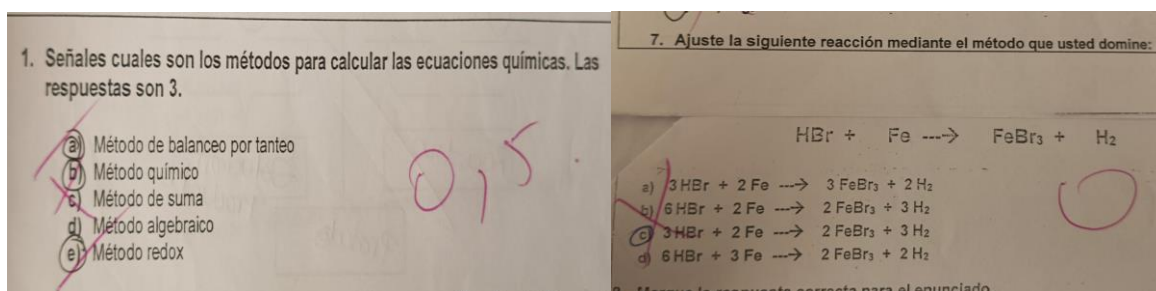 1. Señales cuales son los métodos para calcular las ecuaciones químicas. Las
respuestas son 3.
a) Método de balanceo por tanteo
b) Método químico
c) Método de suma
d) Método algebraico
e) Método redox
0,5
7. Ajuste la siguiente reacción mediante el método que usted domine:
HBr + Fe ---> FeBr₃ + H₂
a) 3 HBr + 2 Fe ---> 3 FeBr₃ + 2 H₂
b) 6 HBr + 2 Fe ---> 2 FeBr₃ + 3 H₂
c) 3 HBr + 2 Fe ---> 2 FeBr₃ + 3 H₂
d) 6 HBr + 3 Fe ---> 2 FeBr₃ + 2 H₂
0